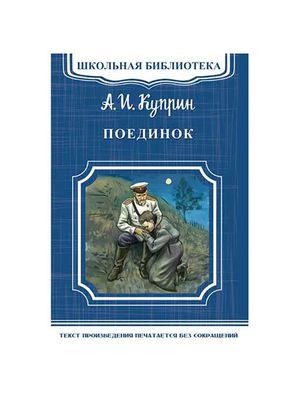 ШКОЛЬНАЯ БИБЛИОТЕКА
А.И. Куприн
ПОЕДИНОК
ТЕКСТ ПРОИЗВЕДЕНИЯ ПЕЧАТАЕТСЯ БЕЗ СОКРАЩЕНИЙ